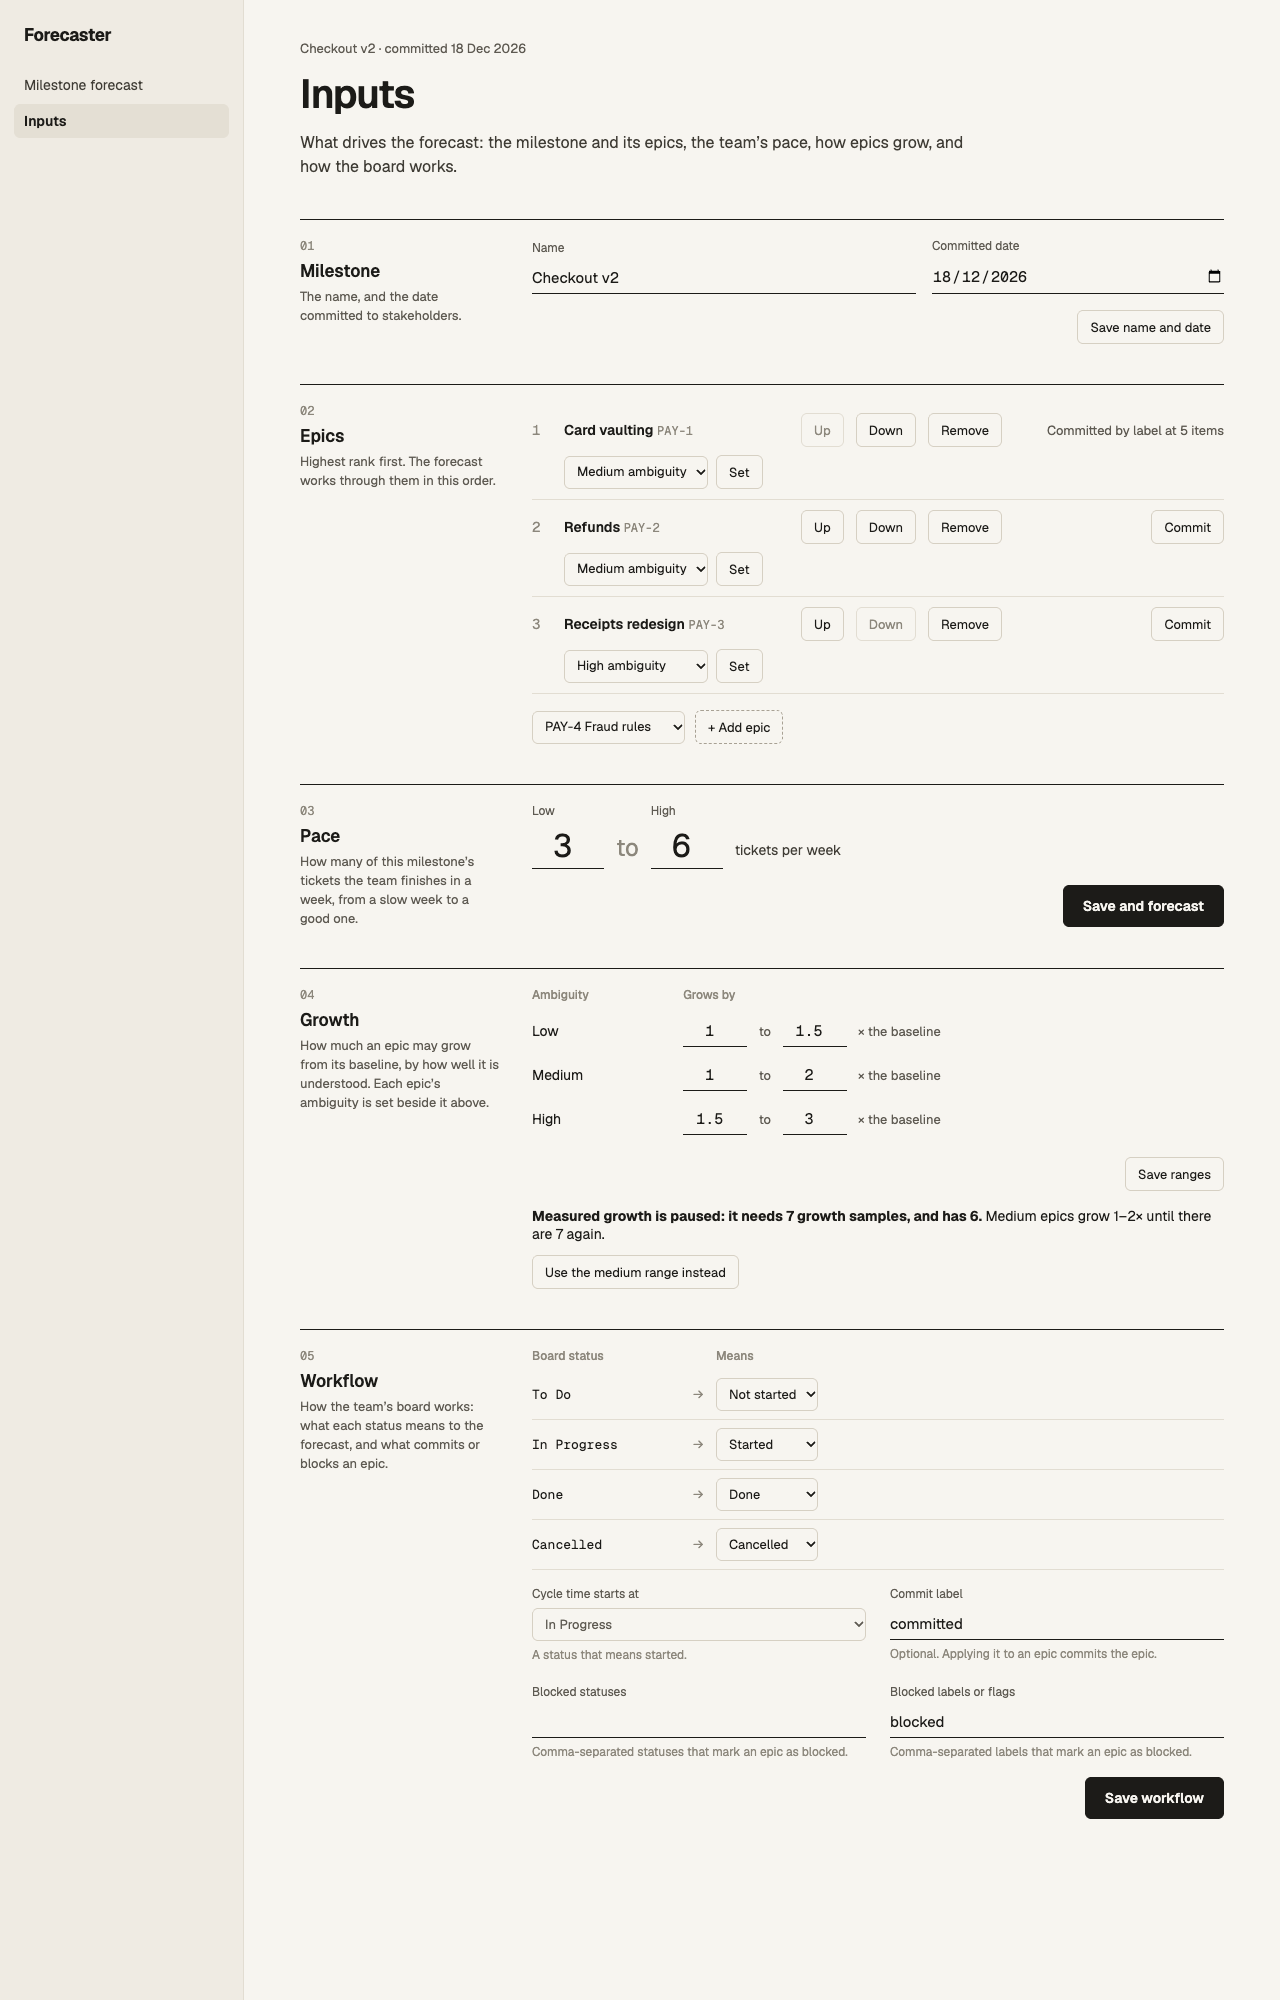 Forecaster
Milestone forecast
Inputs
Checkout v2 · committed 18 Dec 2026
Inputs
What drives the forecast: the milestone and its epics, the team's pace, how epics grow, and
how the board works.
01
Milestone
The name, and the date
committed to stakeholders.
Name
Checkout v2
Committed date
18/12/2026
Save name and date
02
Epics
Highest rank first. The forecast
works through them in this order.
1 Card vaulting PAY-1 Up Down Remove Committed by label at 5 items
Medium ambiguity Set
2 Refunds PAY-2 Up Down Remove Commit
Medium ambiguity Set
3 Receipts redesign PAY-3 Up Down Remove Commit
High ambiguity Set
PAY-4 Fraud rules + Add epic
03
Pace
How many of this milestone's
tickets the team finishes in a
week, from a slow week to a
good one.
Low High
3 to 6 tickets per week
Save and forecast
04
Growth
How much an epic may grow
from its baseline, by how well it is
understood. Each epic's
ambiguity is set beside it above.
Ambiguity Grows by
Low 1 to 1.5 × the baseline
Medium 1 to 2 × the baseline
High 1.5 to 3 × the baseline
Save ranges
Measured growth is paused: it needs 7 growth samples, and has 6. Medium epics grow 1–2× until there
are 7 again.
Use the medium range instead
05
Workflow
How the team's board works:
what each status means to the
forecast, and what commits or
blocks an epic.
Board status Means
To Do → Not started
In Progress → Started
Done → Done
Cancelled → Cancelled
Cycle time starts at
In Progress
A status that means started.
Commit label
committed
Optional. Applying it to an epic commits the epic.
Blocked statuses
Comma-separated statuses that mark an epic as blocked.
Blocked labels or flags
blocked
Comma-separated labels that mark an epic as blocked.
Save workflow